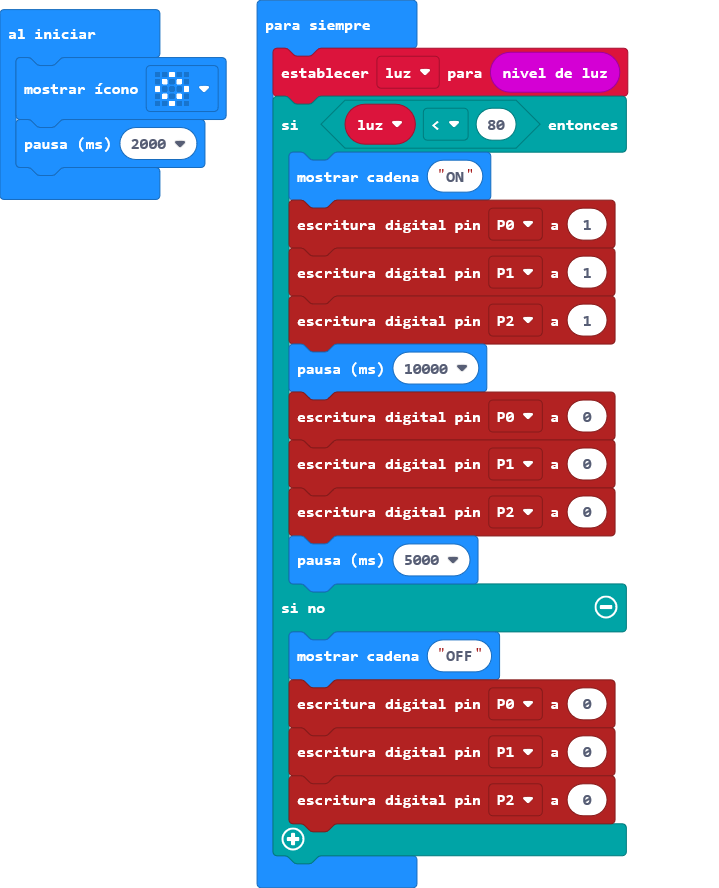 al iniciar
mostrar ícono
pausa (ms) 2000
para siempre
establecer luz para nivel de luz
si luz < 80 entonces
mostrar cadena "ON"
escritura digital pin P0 a 1
escritura digital pin P1 a 1
escritura digital pin P2 a 1
pausa (ms) 10000
escritura digital pin P0 a 0
escritura digital pin P1 a 0
escritura digital pin P2 a 0
pausa (ms) 5000
si no
mostrar cadena "OFF"
escritura digital pin P0 a 0
escritura digital pin P1 a 0
escritura digital pin P2 a 0